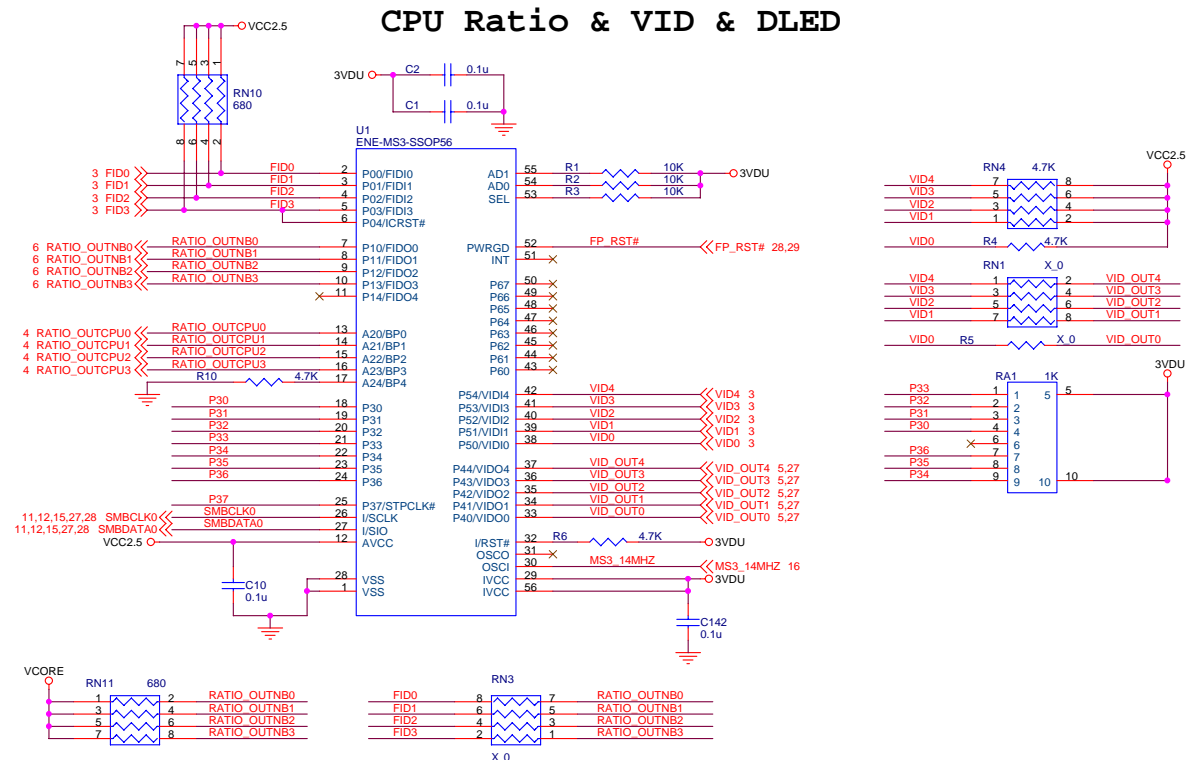 CPU Ratio & VID & DLED
VCC2.5
7 5 3 1
RN10
680
8 6 4 2
3VDU
C2 0.1u
C1 0.1u
U1
ENE-MS3-SSOP56
3 FID0 FID0 2 P00/FIDI0
3 FID1 FID1 3 P01/FIDI1
3 FID2 FID2 4 P02/FIDI2
3 FID3 FID3 5 P03/FIDI3
6 P04/ICRST#
6 RATIO_OUTNB0 RATIO_OUTNB0 7 P10/FIDO0
6 RATIO_OUTNB1 RATIO_OUTNB1 8 P11/FIDO1
6 RATIO_OUTNB2 RATIO_OUTNB2 9 P12/FIDO2
6 RATIO_OUTNB3 RATIO_OUTNB3 10 P13/FIDO3
11 P14/FIDO4
4 RATIO_OUTCPU0 RATIO_OUTCPU0 13 A20/BP0
4 RATIO_OUTCPU1 RATIO_OUTCPU1 14 A21/BP1
4 RATIO_OUTCPU2 RATIO_OUTCPU2 15 A22/BP2
4 RATIO_OUTCPU3 RATIO_OUTCPU3 16 A23/BP3
R10 4.7K 17 A24/BP4
P30 18 P30
P31 19 P31
P32 20 P32
P33 21 P33
P34 22 P34
P35 23 P35
P36 24 P36
P37 25 P37/STPCLK#
11,12,15,27,28 SMBCLK0 SMBCLK0 26 I/SCLK
11,12,15,27,28 SMBDATA0 SMBDATA0 27 I/SIO
VCC2.5 12 AVCC
C10
0.1u
28 VSS
1 VSS
AD1 55 R1 10K 3VDU
AD0 54 R2 10K
SEL 53 R3 10K
PWRGD 52 FP_RST# FP_RST# 28,29
INT 51
P67 50
P66 49
P65 48
P64 47
P63 46
P62 45
P61 44
P60 43
P54/VIDI4 42 VID4 VID4 3
P53/VIDI3 41 VID3 VID3 3
P52/VIDI2 40 VID2 VID2 3
P51/VIDI1 39 VID1 VID1 3
P50/VIDI0 38 VID0 VID0 3
P44/VIDO4 37 VID_OUT4 VID_OUT4 5,27
P43/VIDO3 36 VID_OUT3 VID_OUT3 5,27
P42/VIDO2 35 VID_OUT2 VID_OUT2 5,27
P41/VIDO1 34 VID_OUT1 VID_OUT1 5,27
P40/VIDO0 33 VID_OUT0 VID_OUT0 5,27
I/RST# 32 R6 4.7K 3VDU
OSCO 31
OSCI 30 MS3_14MHZ MS3_14MHZ 16
IVCC 29 3VDU
IVCC 56
C142
0.1u
VCC2.5
RN4 4.7K
VID4 7 8
VID3 5 6
VID2 3 4
VID1 1 2
VID0 R4 4.7K
RN1 X_0
VID4 1 2 VID_OUT4
VID3 3 4 VID_OUT3
VID2 5 6 VID_OUT2
VID1 7 8 VID_OUT1
VID0 R5 X_0 VID_OUT0
3VDU
RA1 1K
P33 1 1 5 5
P32 2 2
P31 3 3
P30 4 4
6 6
P36 7 7
P35 8 8
P34 9 9 10 10
VCORE
RN11 680
1 2 RATIO_OUTNB0
3 4 RATIO_OUTNB1
5 6 RATIO_OUTNB2
7 8 RATIO_OUTNB3
RN3
FID0 8 7 RATIO_OUTNB0
FID1 6 5 RATIO_OUTNB1
FID2 4 3 RATIO_OUTNB2
FID3 2 1 RATIO_OUTNB3
X_0